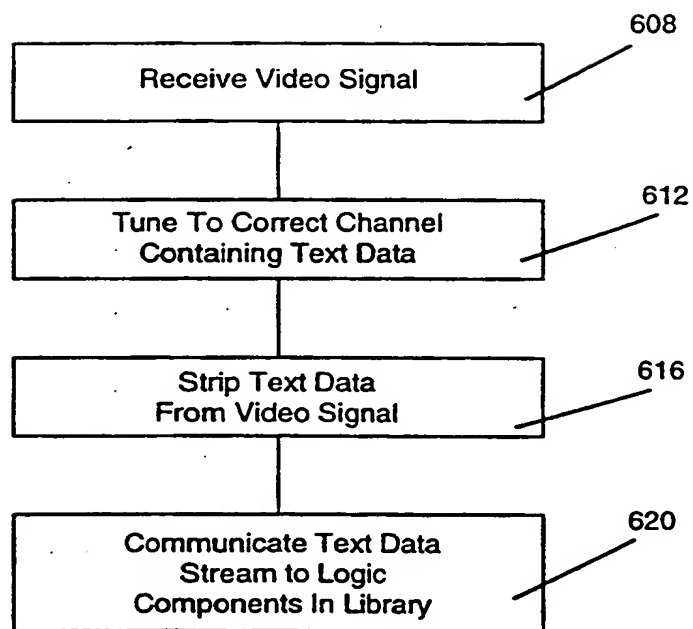 608
Receive Video Signal
612
Tune To Correct Channel
Containing Text Data
616
Strip Text Data
From Video Signal
620
Communicate Text Data
Stream to Logic
Components In Library